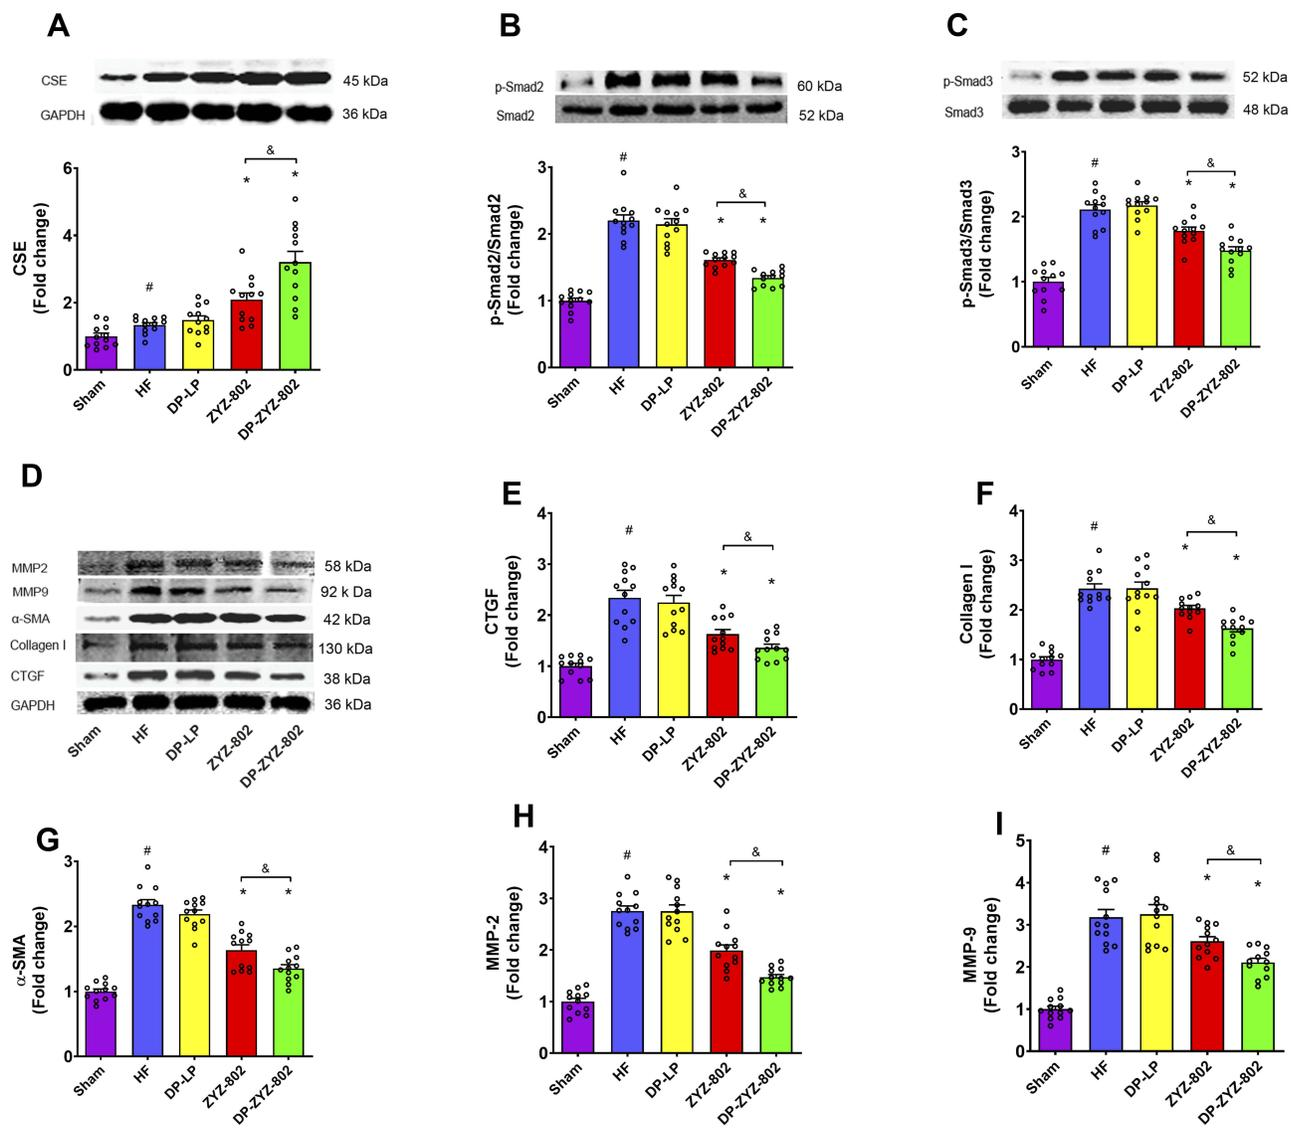 A
CSE
45 kDa
GAPDH
36 kDa
CSE
(Fold change)
6
4
2
0
#
*
&
*
Sham
HF
DP-LP
ZYZ-802
DP-ZYZ-802
B
p-Smad2
60 kDa
Smad2
52 kDa
p-Smad2/Smad2
(Fold change)
3
2
1
0
#
*
&
*
Sham
HF
DP-LP
ZYZ-802
DP-ZYZ-802
C
p-Smad3
52 kDa
Smad3
48 kDa
p-Smad3/Smad3
(Fold change)
3
2
1
0
#
*
&
*
Sham
HF
DP-LP
ZYZ-802
DP-ZYZ-802
D
MMP2
58 kDa
MMP9
92 k Da
α-SMA
42 kDa
Collagen I
130 kDa
CTGF
38 kDa
GAPDH
36 kDa
Sham
HF
DP-LP
ZYZ-802
DP-ZYZ-802
E
CTGF
(Fold change)
4
3
2
1
0
#
*
&
*
Sham
HF
DP-LP
ZYZ-802
DP-ZYZ-802
F
Collagen I
(Fold change)
4
3
2
1
0
#
*
&
*
Sham
HF
DP-LP
ZYZ-802
DP-ZYZ-802
G
α-SMA
(Fold change)
3
2
1
0
#
*
&
*
Sham
HF
DP-LP
ZYZ-802
DP-ZYZ-802
H
MMP-2
(Fold change)
4
3
2
1
0
#
*
&
*
Sham
HF
DP-LP
ZYZ-802
DP-ZYZ-802
I
MMP-9
(Fold change)
5
4
3
2
1
0
#
*
&
*
Sham
HF
DP-LP
ZYZ-802
DP-ZYZ-802